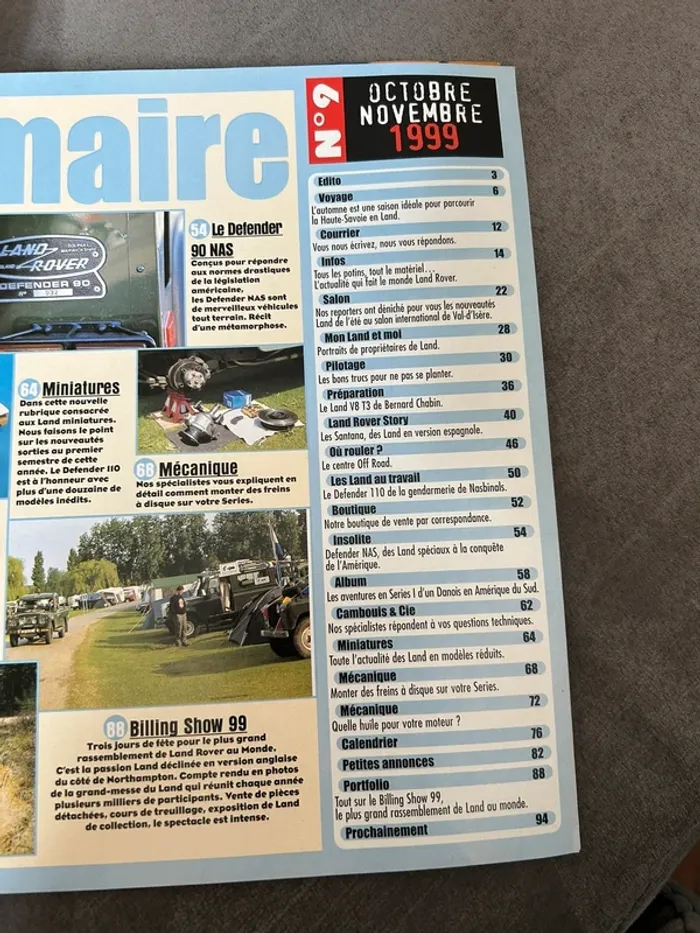 maire
N°9
OCTOBRE
NOVEMBRE
1999
LAND
ROVER
DEFENDER 90
54 Le Defender
90 NAS
Conçus pour répondre
aux normes drastiques
de la législation
américaine,
les Defender NAS sont
de merveilleux véhicules
tout terrain. Récit
d'une métamorphose.
64 Miniatures
Dans cette nouvelle
rubrique consacrée
aux Land miniatures.
Nous faisons le point
sur les nouveautés
sorties au premier
semestre de cette
année. Le Defender 110
est à l'honneur avec
plus d'une douzaine de
modèles inédits.
68 Mécanique
Nos spécialistes vous expliquent en
détail comment monter des freins
à disque sur votre Series.
88 Billing Show 99
Trois jours de fête pour le plus grand
rassemblement de Land Rover au Monde.
C'est la passion Land déclinée en version anglaise
du côté de Northampton. Compte rendu en photos
de la grand-messe du Land qui réunit chaque année
plusieurs milliers de participants. Vente de pièces
détachées, cours de treuillage, exposition de Land
de collection, le spectacle est intense.
Edito 3
Voyage 6
L'automne est une saison idéale pour parcourir
la Haute-Savoie en Land.
Courrier 12
Vous nous écrivez, nous vous répondons.
Infos 14
Tous les potins, tout le matériel...
L'actualité qui fait le monde Land Rover.
Salon 22
Nos reporters ont déniché pour vous les nouveautés
Land de l'été au salon international de Val-d'Isère.
Mon Land et moi 28
Portraits de propriétaires de Land.
Pilotage 30
Les bons trucs pour ne pas se planter.
Préparation 36
Le Land V8 T3 de Bernard Chabin.
Land Rover Story 40
Les Santana, des Land en version espagnole.
Où rouler ? 46
Le centre Off Road.
Les Land au travail 50
Le Defender 110 de la gendarmerie de Nasbinals.
Boutique 52
Notre boutique de vente par correspondance.
Insolite 54
Defender NAS, des Land spéciaux à la conquête
de l'Amérique.
Album 58
Les aventures en Series I d'un Danois en Amérique du Sud.
Cambouis & Cie 62
Nos spécialistes répondent à vos questions techniques.
Miniatures 64
Toute l'actualité des Land en modèles réduits.
Mécanique 68
Monter des freins à disque sur votre Series.
Mécanique 72
Quelle huile pour votre moteur ?
Calendrier 76
Petites annonces 82
Portfolio 88
Tout sur le Billing Show 99,
le plus grand rassemblement de Land au monde.
Prochainement 94